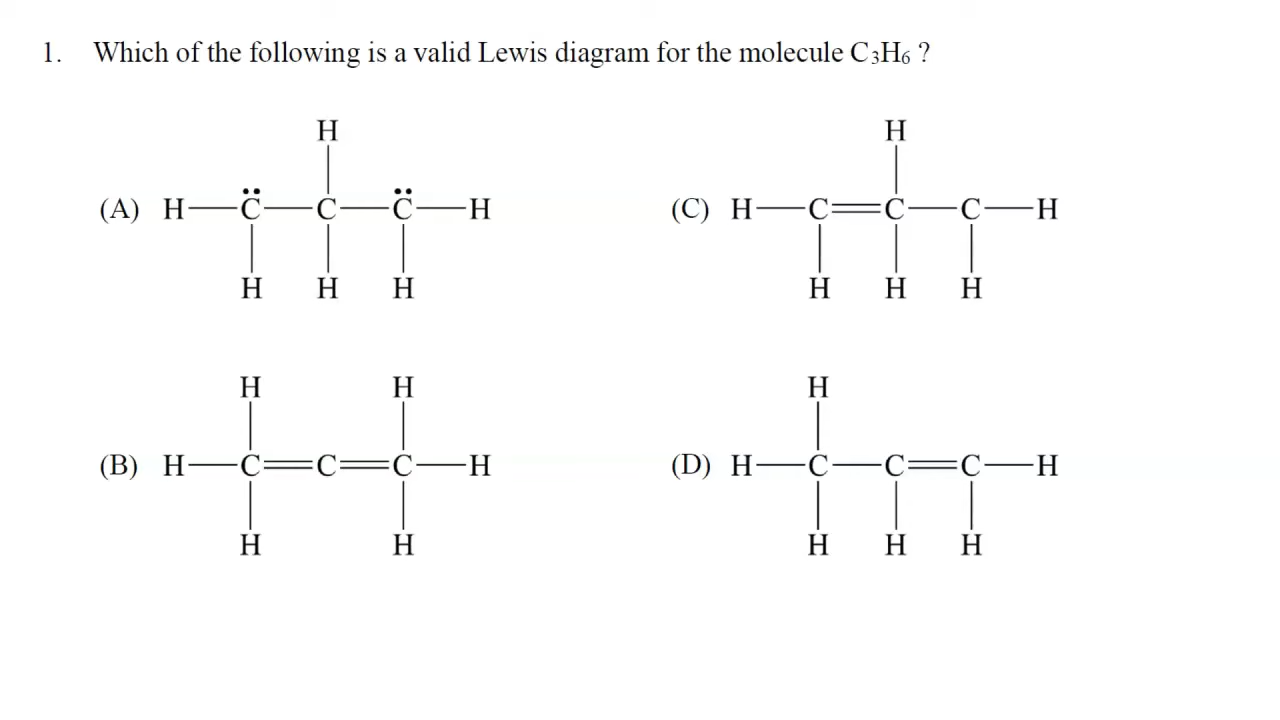 1. Which of the following is a valid Lewis diagram for the molecule C₃H₆ ?
H
(A) H—C̈—C—C̈—H
H H H
H
(C) H—C=C—C—H
H H H
H H
(B) H—C=C=C—H
H H
H
(D) H—C—C=C—H
H H H